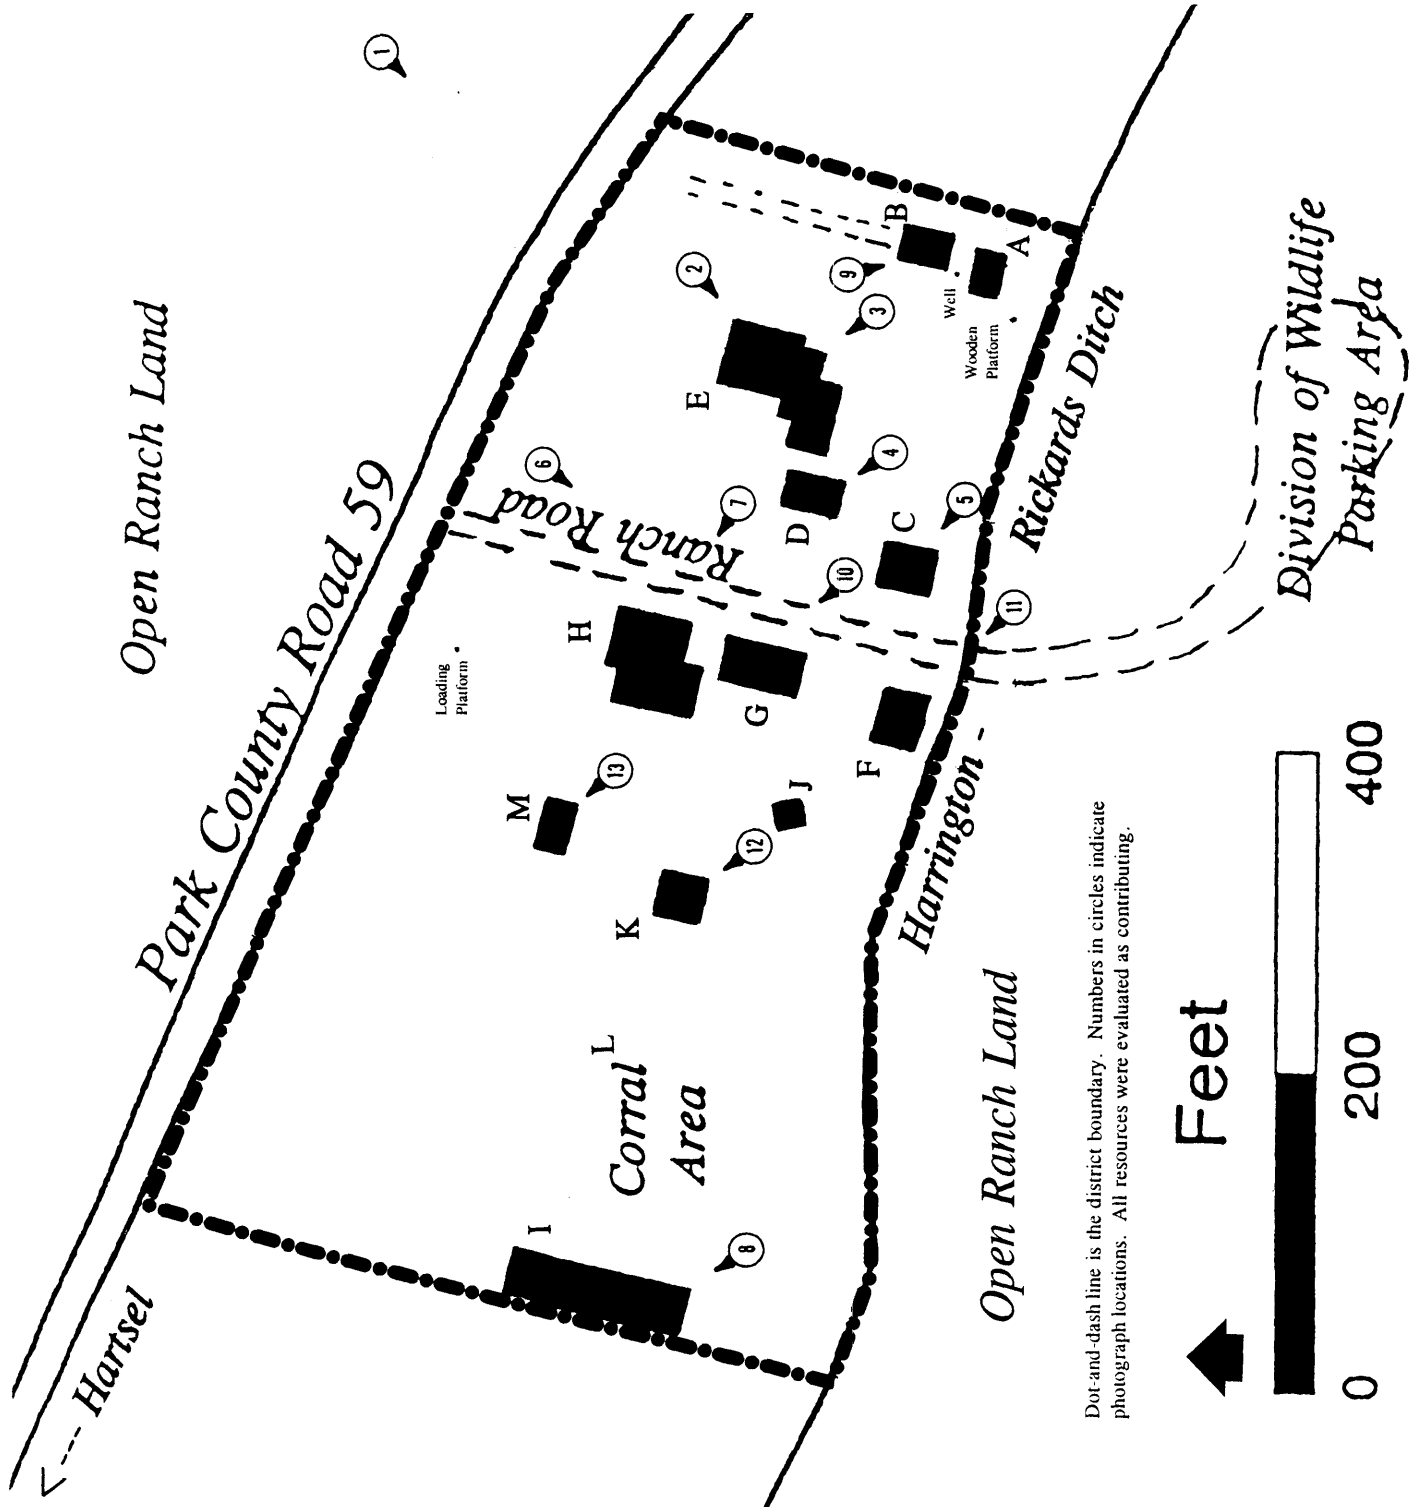 Open Ranch Land
Park County Road 59
<--- Hartsel
1
2
3
4
5
6
7
8
9
10
11
12
13
Ranch Road
Loading
Platform
Well
Wooden
Platform
A
B
C
D
E
F
G
H
I
J
K
L
M
Corral
Area
Harrington -
Rickards Ditch
Open Ranch Land
Division of Wildlife
Parking Area
Dot-and-dash line is the district boundary. Numbers in circles indicate
photograph locations. All resources were evaluated as contributing.
Feet
0 200 400